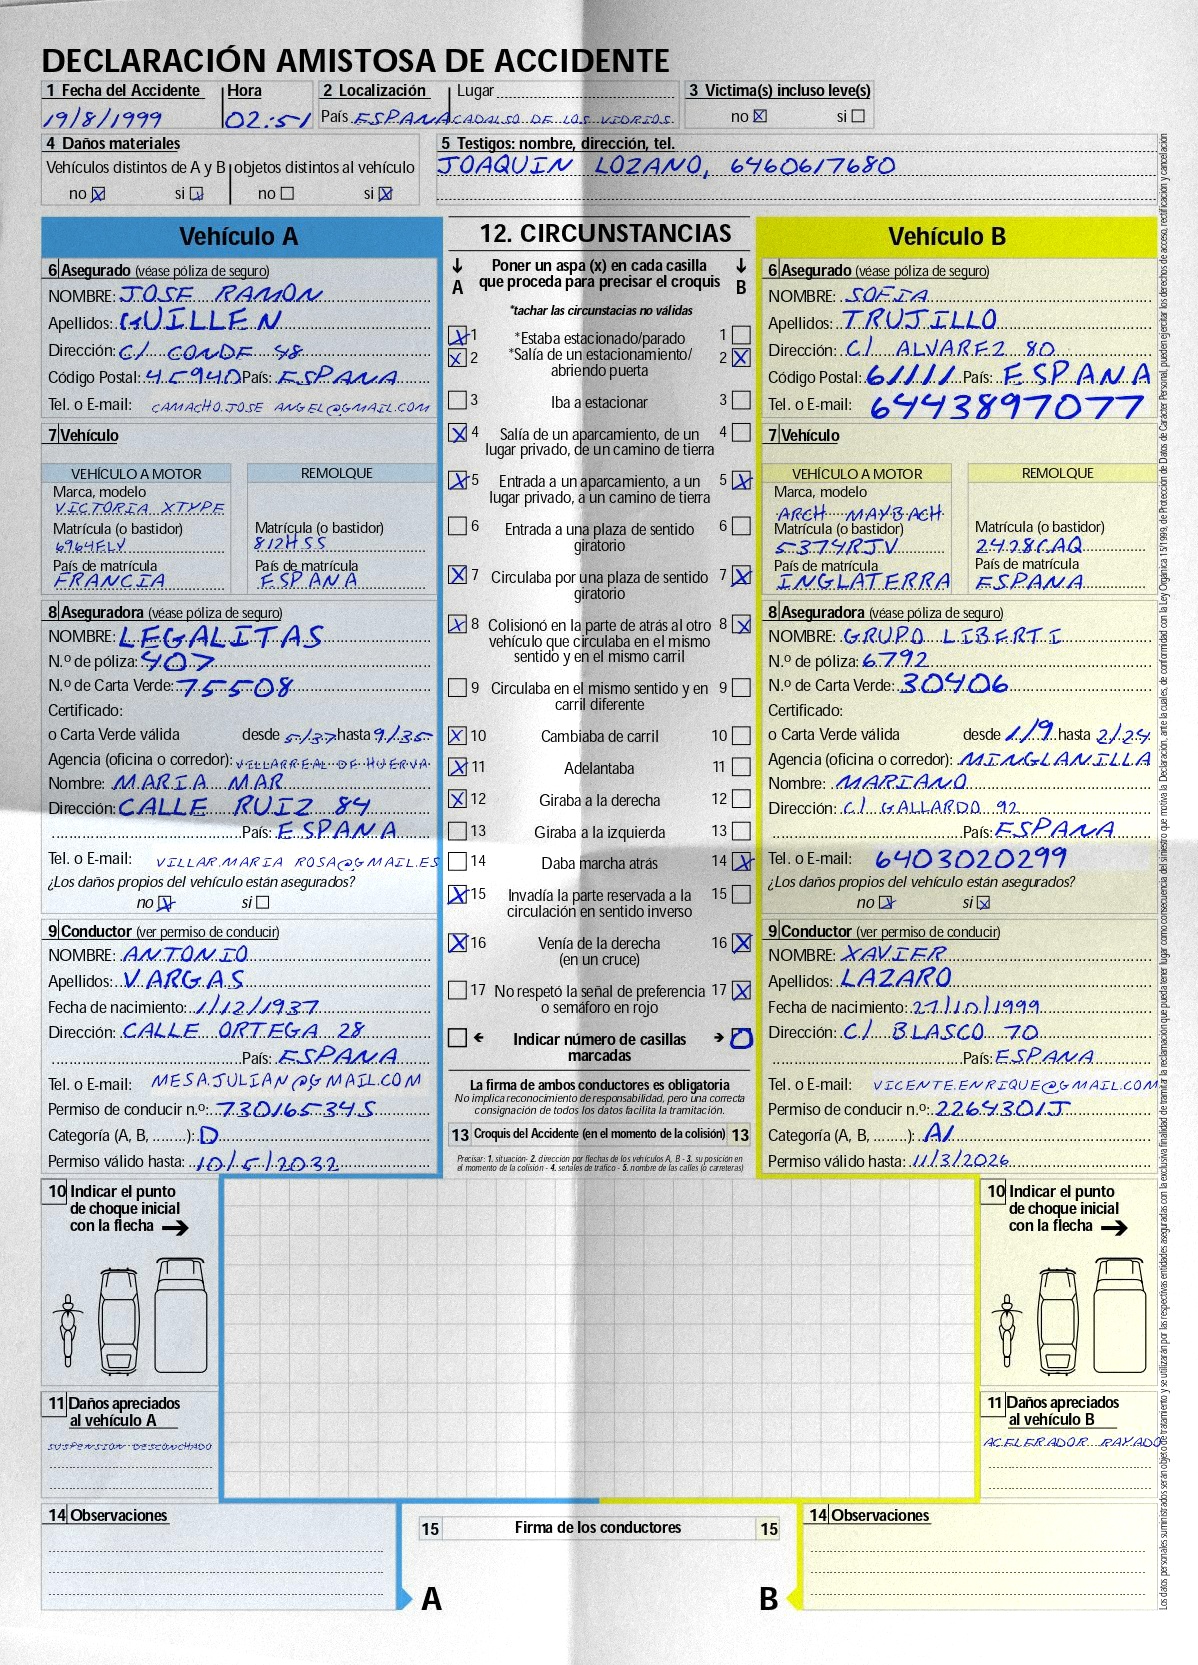 DECLARACIÓN AMISTOSA DE ACCIDENTE
1 Fecha del Accidente Hora 2 Localización Lugar 3 Victima(s) incluso leve(s)
19/8/1999 02:51 País ESPANA CADALSO DE LOS VIDRIOS no X si
4 Daños materiales 5 Testigos: nombre, dirección, tel.
Vehículos distintos de A y B objetos distintos al vehículo JOAQUIN LOZANO, 6460617680
no X si X no si X
Vehículo A
6 Asegurado (véase póliza de seguro)
NOMBRE: JOSE RAMON
Apellidos: GUILLEN
Dirección: C/ CONDE 48
Código Postal: 45940 País: ESPANA
Tel. o E-mail: CAMACHO.JOSE ANGEL@GMAIL.COM
7 Vehículo
VEHÍCULO A MOTOR REMOLQUE
Marca, modelo
VICTORIA XTYPE
Matrícula (o bastidor) Matrícula (o bastidor)
6964FLV 812HSS
País de matrícula País de matrícula
FRANCIA ESPANA
8 Aseguradora (véase póliza de seguro)
NOMBRE: LEGALITAS
N.º de póliza: 407
N.º de Carta Verde: 75508
Certificado:
o Carta Verde válida desde 5/37 hasta 9/35
Agencia (oficina o corredor): VILLARREAL DE HUERVA
Nombre: MARIA MAR
Dirección: CALLE RUIZ 84
País: ESPANA
Tel. o E-mail: VILLAR.MARIA ROSA@GMAIL.ES
¿Los daños propios del vehículo están asegurados?
no X si
9 Conductor (ver permiso de conducir)
NOMBRE: ANTONIO
Apellidos: VARGAS
Fecha de nacimiento: 1/12/1937
Dirección: CALLE ORTEGA 28
País: ESPANA
Tel. o E-mail: MESA.JULIAN@GMAIL.COM
Permiso de conducir n.º: 73016534S
Categoría (A, B, ........): D
Permiso válido hasta: 10/5/2032
12. CIRCUNSTANCIAS
A Poner un aspa (x) en cada casilla que proceda para precisar el croquis B
*tachar las circunstacias no válidas
X 1 *Estaba estacionado/parado 1
X 2 *Salía de un estacionamiento/ 2 X
abriendo puerta
3 Iba a estacionar 3
X 4 Salía de un aparcamiento, de un 4
lugar privado, de un camino de tierra
X 5 Entrada a un aparcamiento, a un 5 X
lugar privado, a un camino de tierra
6 Entrada a una plaza de sentido 6
giratorio
X 7 Circulaba por una plaza de sentido 7 X
giratorio
X 8 Colisionó en la parte de atrás al otro 8 X
vehículo que circulaba en el mismo
sentido y en el mismo carril
9 Circulaba en el mismo sentido y en 9
carril diferente
X 10 Cambiaba de carril 10
X 11 Adelantaba 11
X 12 Giraba a la derecha 12
13 Giraba a la izquierda 13
14 Daba marcha atrás 14 X
X 15 Invadía la parte reservada a la 15
circulación en sentido inverso
X 16 Venía de la derecha 16 X
(en un cruce)
17 No respetó la señal de preferencia 17 X
o semáforo en rojo
Indicar número de casillas 0
marcadas
La firma de ambos conductores es obligatoria
No implica reconocimiento de responsabilidad, pero una correcta
consignación de todos los datos facilita la tramitación.
13 Croquis del Accidente (en el momento de la colisión) 13
Precisar: 1. situación- 2. dirección por flechas de los vehículos A, B - 3. su posición en
el momento de la colisión - 4. señales de tráfico - 5. nombre de las calles (o carreteras)
Vehículo B
6 Asegurado (véase póliza de seguro)
NOMBRE: SOFIA
Apellidos: TRUJILLO
Dirección: C/ ALVAREZ 80
Código Postal: 61111 País: ESPANA
Tel. o E-mail: 6443897077
7 Vehículo
VEHÍCULO A MOTOR REMOLQUE
Marca, modelo
ARCH MAYBACH
Matrícula (o bastidor) Matrícula (o bastidor)
5374RJV 2428CAQ
País de matrícula País de matrícula
INGLATERRA ESPANA
8 Aseguradora (véase póliza de seguro)
NOMBRE: GRUPO LIBERTI
N.º de póliza: 6792
N.º de Carta Verde: 30406
Certificado:
o Carta Verde válida desde 1/9 hasta 2/24
Agencia (oficina o corredor): MINGLANILLA
Nombre: MARIANO
Dirección: C/ GALLARDO 92
País: ESPANA
Tel. o E-mail: 6403020299
¿Los daños propios del vehículo están asegurados?
no X si X
9 Conductor (ver permiso de conducir)
NOMBRE: XAVIER
Apellidos: LAZARO
Fecha de nacimiento: 27/10/1999
Dirección: C/ BLASCO 70
País: ESPANA
Tel. o E-mail: VICENTE.ENRIQUE@GMAIL.COM
Permiso de conducir n.º: 2264301J
Categoría (A, B, ........): A1
Permiso válido hasta: 11/3/2026
10 Indicar el punto
de choque inicial
con la flecha
11 Daños apreciados
al vehículo A
SUSPENSION DESCONCHADO
10 Indicar el punto
de choque inicial
con la flecha
11 Daños apreciados
al vehículo B
ACELERADOR RAYADO
14 Observaciones
15 Firma de los conductores 15
A B
14 Observaciones
Los datos personales suministrados seran objeto de tratamiento y se utilizaran por las respectivas entidades aseguradas con la exclusiva finalidad de tramitar la reclamación que pueda tener lugar como consecuencia del siniestro que motiva la Declaración, ante la cuales, de conformidad con la Ley Organica 15/1999, de Protección de Datos de Carácter Personal, pueden ejercitar los derechos de acceso, rectificación y cancelación